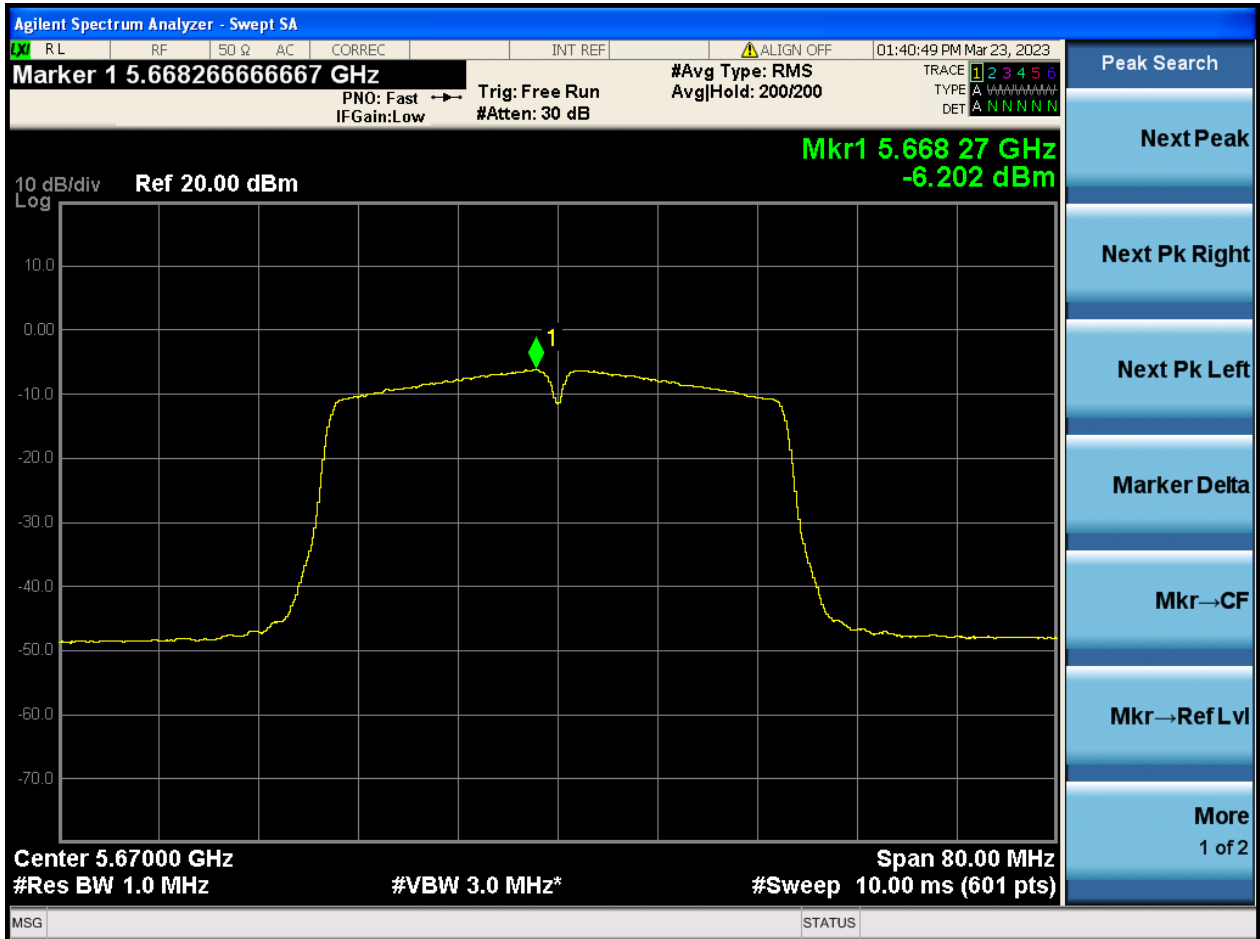 Agilent Spectrum Analyzer - Swept SA
LXI RL RF 50 Ω AC CORREC INT REF ALIGN OFF 01:40:49 PM Mar 23, 2023
Marker 1 5.668266666667 GHz
PNO: Fast
IFGain:Low
Trig: Free Run
#Atten: 30 dB
#Avg Type: RMS
Avg|Hold: 200/200
TRACE 1 2 3 4 5 6
TYPE A WWWWWW
DET A N N N N N
Mkr1 5.668 27 GHz
-6.202 dBm
10 dB/div Ref 20.00 dBm
Log
10.0
0.00
1
-10.0
-20.0
-30.0
-40.0
-50.0
-60.0
-70.0
Center 5.67000 GHz Span 80.00 MHz
#Res BW 1.0 MHz #VBW 3.0 MHz* #Sweep 10.00 ms (601 pts)
MSG STATUS
Peak Search
Next Peak
Next Pk Right
Next Pk Left
Marker Delta
Mkr→CF
Mkr→Ref Lvl
More
1 of 2